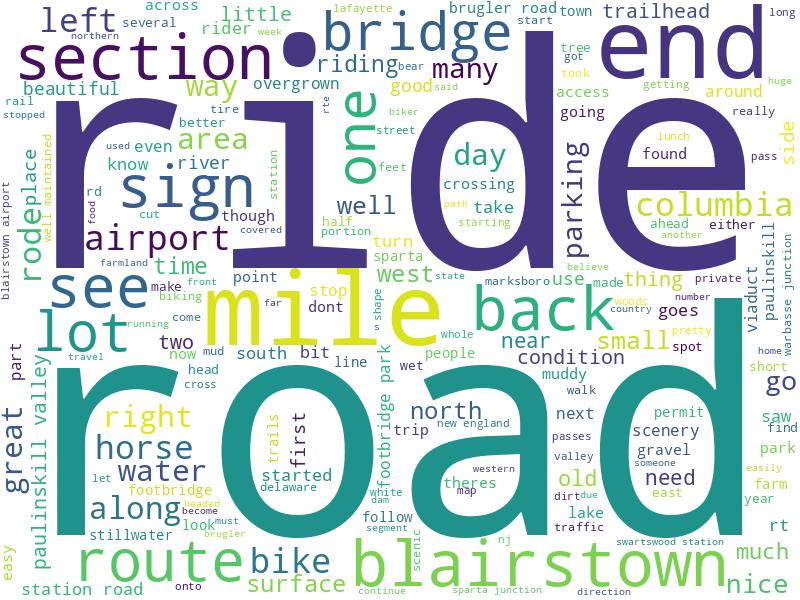 across
brugler road
start
town
lafayette
long
several
left
little
bridge
trailhead
end
northern
rider
week
section
riding
bear
many
tree
got
beautiful
way
overgrown
good
said
access
took
getting
around
huge
rail
stopped
tire
rte
biker
going
really
better
street
ride
area
one
lunch
side
used
even
station
feet
found
pass
know
river
day
parking
place
rd
sign
crossing
path
columbia
well maintained
cut
though
well
take
starting
food
covered
half
portion
ahead
either
rode
airport
turn
another
blairstown airport
farmland
time
sparta
believe
paulinskill
see
make
front
point
stop
west
state
marksboro
use
made
thing
private
viaduct
biking
far
dont
mile
shape
s
back
woods
number
goes
warbasse junction
lot
running
come
whole
country
two
mud
south
bit
line
people
near
small
pretty
spot
home
part
now
travel
head
cross
wet
condition
short
muddy
walk
go
paulinskill valley
road
right
great
trails
first
footbridge park
north
new england
next
passes
permit
saw
horse
trip
valley
scenery
find
let
water
started
theres
western
old
gravel
someone
park
need
easily
footbridge
delaware
white
map
dirt
due
east
farm
along
become
headed
dam
lake
year
stillwater
look
must
follow
traffic
rt
brugler
segment
nj
swartswood station
easy
route
bike
scenic
blairstown
much
station road
onto
surface
continue
sparta junction
direction
nice